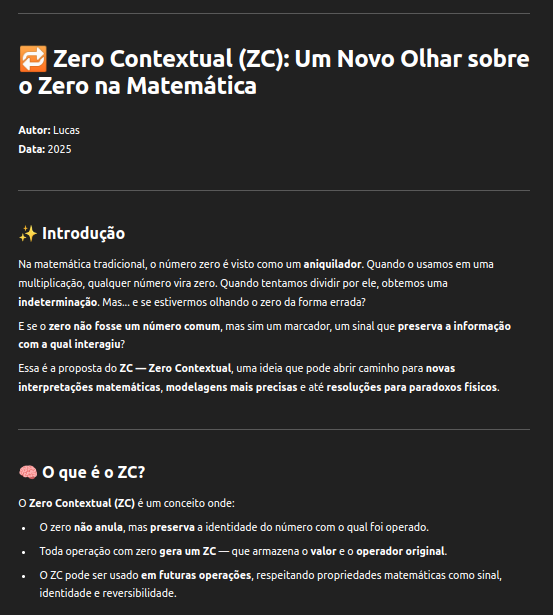 🔁 Zero Contextual (ZC): Um Novo Olhar sobre
o Zero na Matemática
Autor: Lucas
Data: 2025
✨ Introdução
Na matemática tradicional, o número zero é visto como um aniquilador. Quando o usamos em uma
multiplicação, qualquer número vira zero. Quando tentamos dividir por ele, obtemos uma
indeterminação. Mas... e se estivermos olhando o zero da forma errada?
E se o zero não fosse um número comum, mas sim um marcador, um sinal que preserva a informação
com a qual interagiu?
Essa é a proposta do ZC — Zero Contextual, uma ideia que pode abrir caminho para novas
interpretações matemáticas, modelagens mais precisas e até resoluções para paradoxos físicos.
🧠 O que é o ZC?
O Zero Contextual (ZC) é um conceito onde:
• O zero não anula, mas preserva a identidade do número com o qual foi operado.
• Toda operação com zero gera um ZC — que armazena o valor e o operador original.
• O ZC pode ser usado em futuras operações, respeitando propriedades matemáticas como sinal,
identidade e reversibilidade.